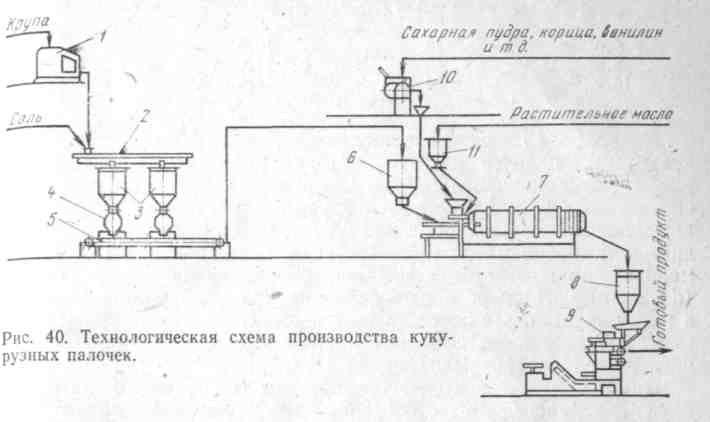 Крупа
1
Сахарная пудра, корица, ванилин
и т.д.
10
Соль
2
Растительное масло
6
11
4
3
7
5
8
9
Готовый продукт
Рис. 40. Технологическая схема производства куку-
рузных палочек.